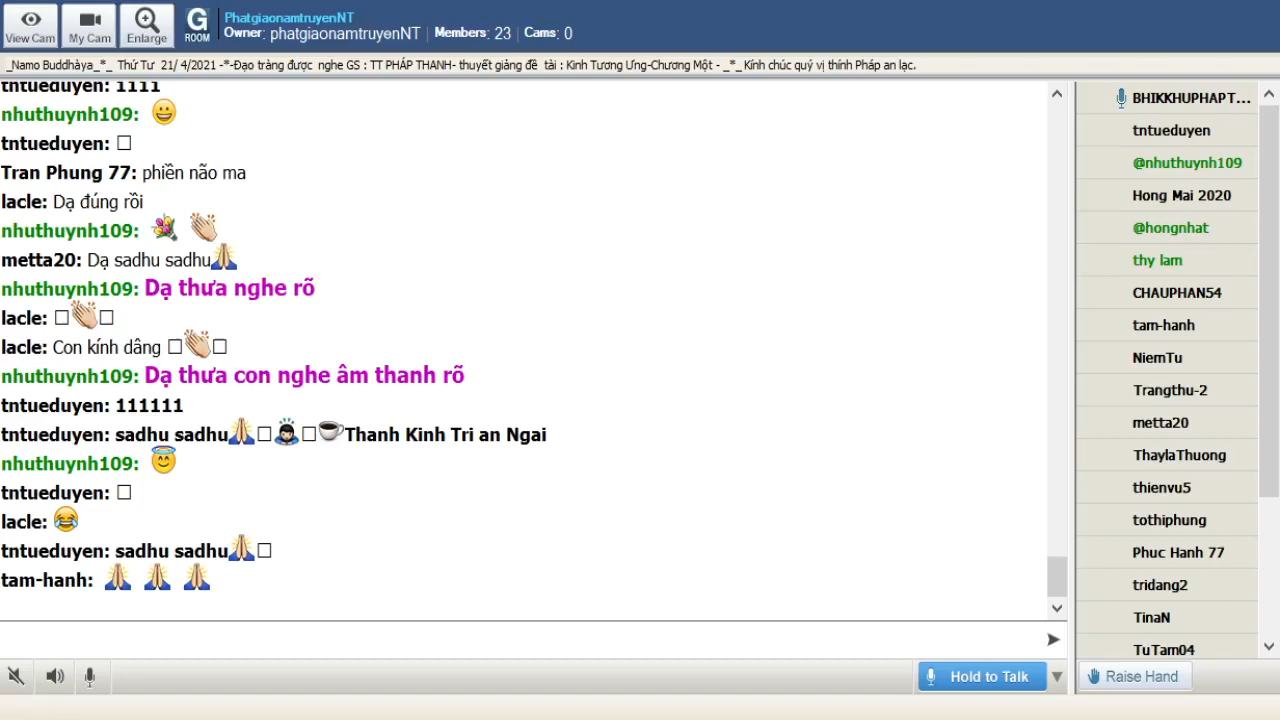 View Cam
My Cam
Enlarge
G
ROOM
PhatgiaonamtruyenNT
Owner: phatgiaonamtruyenNT | Members: 23 | Cams: 0
_Namo Buddhàya_*_ Thứ Tư 21/ 4/2021 -*-Đạo tràng được nghe GS : TT PHÁP THANH- thuyết giảng đề tài : Kinh Tương Ưng-Chương Một - _*_Kính chúc quý vị thính Pháp an lạc.
tntueduyen: 1111
nhuthuynh109: 😀
tntueduyen: □
Tran Phung 77: phiền não ma
lacle: Dạ đúng rồi
nhuthuynh109: 💐 👏
metta20: Dạ sadhu sadhu🙏
nhuthuynh109: Dạ thưa nghe rõ
lacle: □👏□
lacle: Con kính dâng □👏□
nhuthuynh109: Dạ thưa con nghe âm thanh rõ
tntueduyen: 111111
tntueduyen: sadhu sadhu🙏□🙇□☕Thanh Kinh Tri an Ngai
nhuthuynh109: 😇
tntueduyen: □
lacle: 😂
tntueduyen: sadhu sadhu🙏□
tam-hanh: 🙏 🙏 🙏
Hold to Talk
BHIKKHUPHAPT...
tntueduyen
@nhuthuynh109
Hong Mai 2020
@hongnhat
thy lam
CHAUPHAN54
tam-hanh
NiemTu
Trangthu-2
metta20
ThaylaThuong
thienvu5
tothiphung
Phuc Hanh 77
tridang2
TinaN
TuTam04
Raise Hand